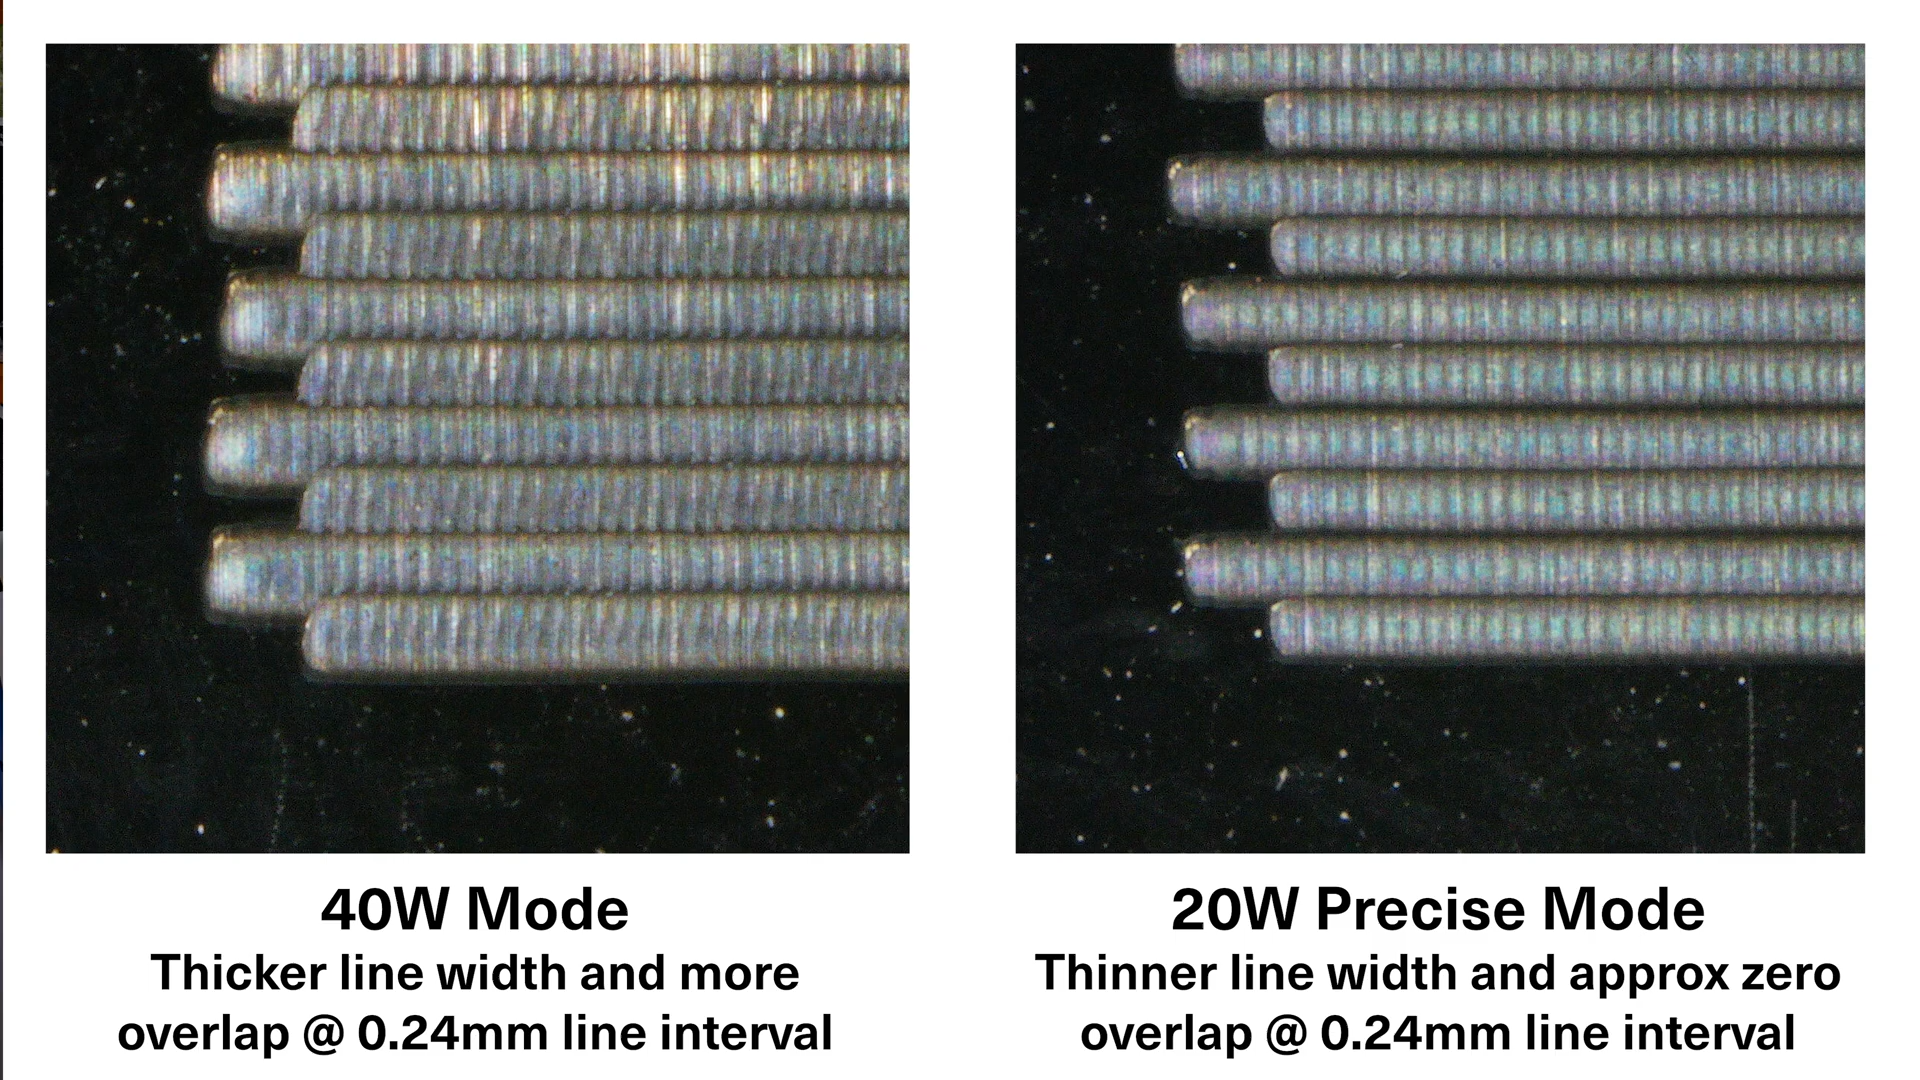 40W Mode
Thicker line width and more
overlap @ 0.24mm line interval
20W Precise Mode
Thinner line width and approx zero
overlap @ 0.24mm line interval